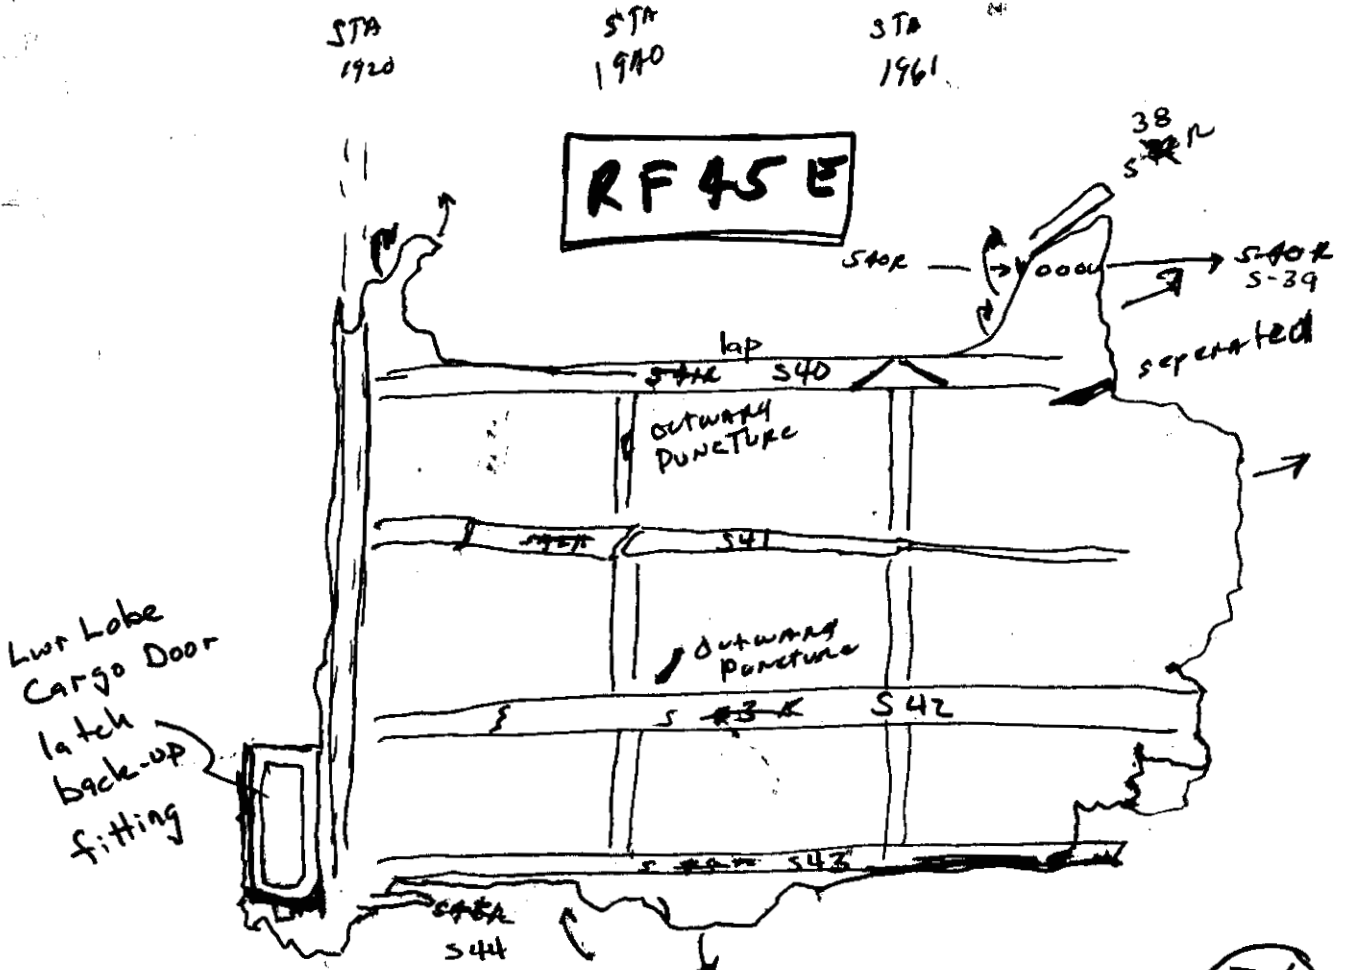 STA
1920
STA
1940
STA
1961
RF45E
38
S R
S40R
S-40R
S-39
seperated
lap
S40
outward
Puncture
S41
Outward
Puncture
S
S42
Lwr Lobe
Cargo Door
latch
back-up
fitting
S
S43
S44